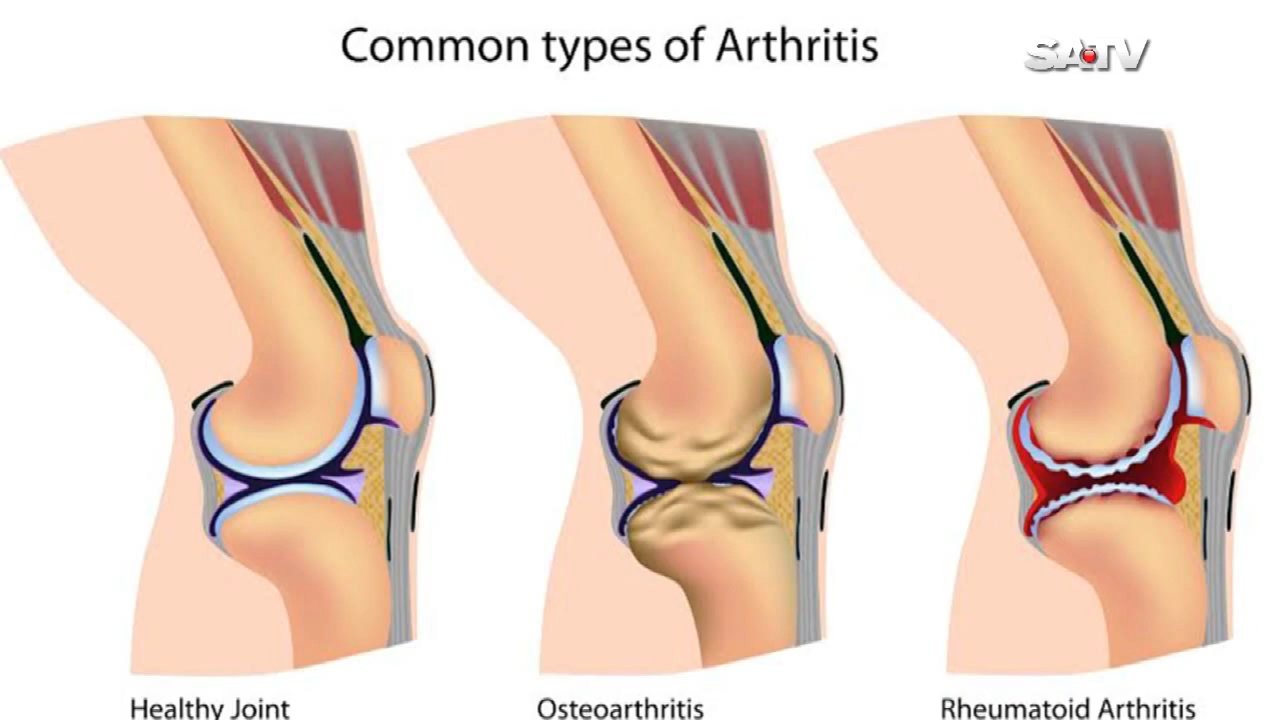 Common types of Arthritis
SATV
Healthy Joint
Osteoarthritis
Rheumatoid Arthritis